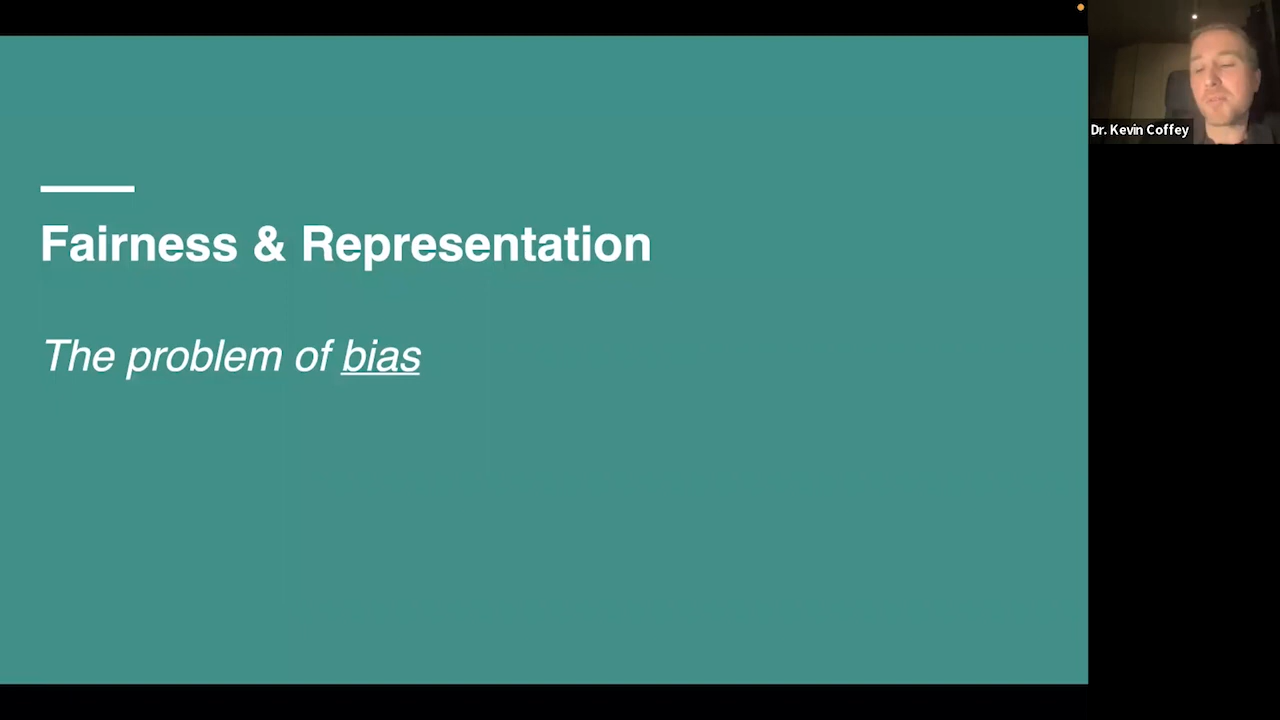 Fairness & Representation
The problem of bias
Dr. Kevin Coffey